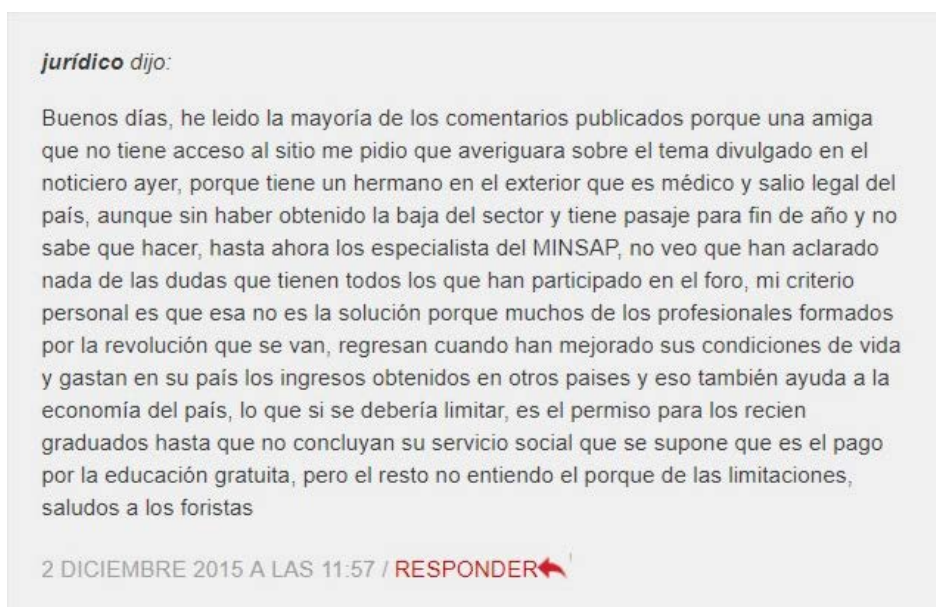 jurídico dijo:
Buenos días, he leido la mayoría de los comentarios publicados porque una amiga
que no tiene acceso al sitio me pidio que averiguara sobre el tema divulgado en el
noticiero ayer, porque tiene un hermano en el exterior que es médico y salio legal del
país, aunque sin haber obtenido la baja del sector y tiene pasaje para fin de año y no
sabe que hacer, hasta ahora los especialista del MINSAP, no veo que han aclarado
nada de las dudas que tienen todos los que han participado en el foro, mi criterio
personal es que esa no es la solución porque muchos de los profesionales formados
por la revolución que se van, regresan cuando han mejorado sus condiciones de vida
y gastan en su país los ingresos obtenidos en otros paises y eso también ayuda a la
economía del país, lo que si se debería limitar, es el permiso para los recien
graduados hasta que no concluyan su servicio social que se supone que es el pago
por la educación gratuita, pero el resto no entiendo el porque de las limitaciones,
saludos a los foristas
2 DICIEMBRE 2015 A LAS 11:57 / RESPONDER